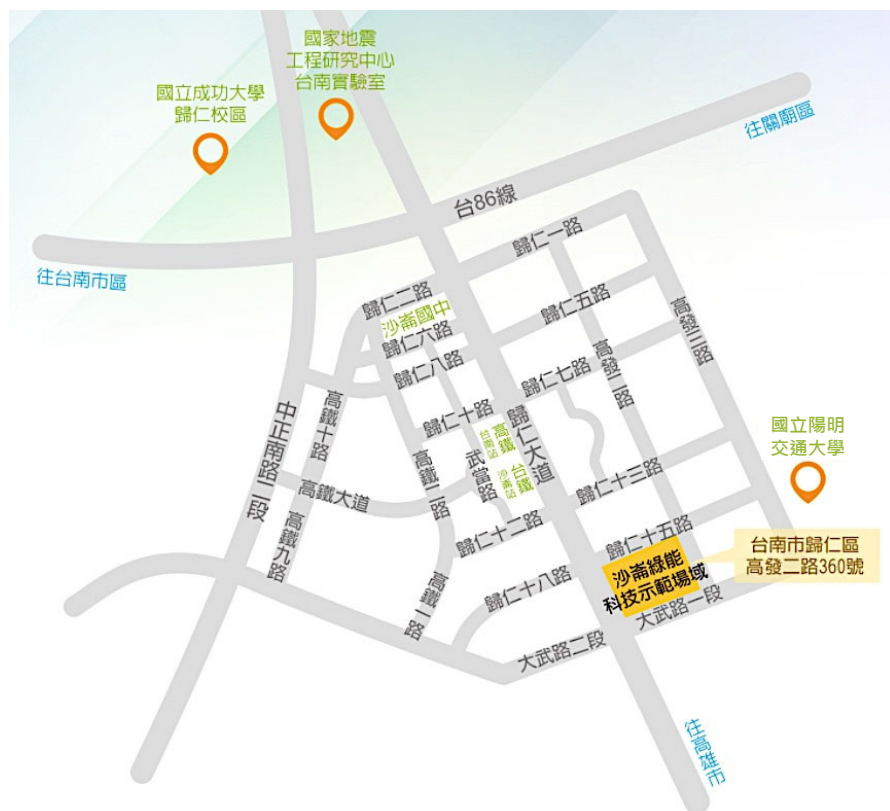 國家地震
工程研究中心
台南實驗室
國立成功大學
歸仁校區
往關廟區
台86線
往台南市區
歸仁一路
歸仁二路
沙崙國中
歸仁六路
歸仁五路
歸仁八路
高發三路
高發二路
歸仁七路
高鐵十路
歸仁十路
歸仁大道
中正南路二段
高鐵
台南站
台鐵
沙崙站
武當路
高鐵二路
國立陽明
交通大學
高鐵大道
歸仁十三路
高鐵九路
歸仁十二路
歸仁十五路
台南市歸仁區
高發二路360號
沙崙綠能
科技示範場域
歸仁十八路
高鐵一路
大武路一段
大武路二段
往高雄市